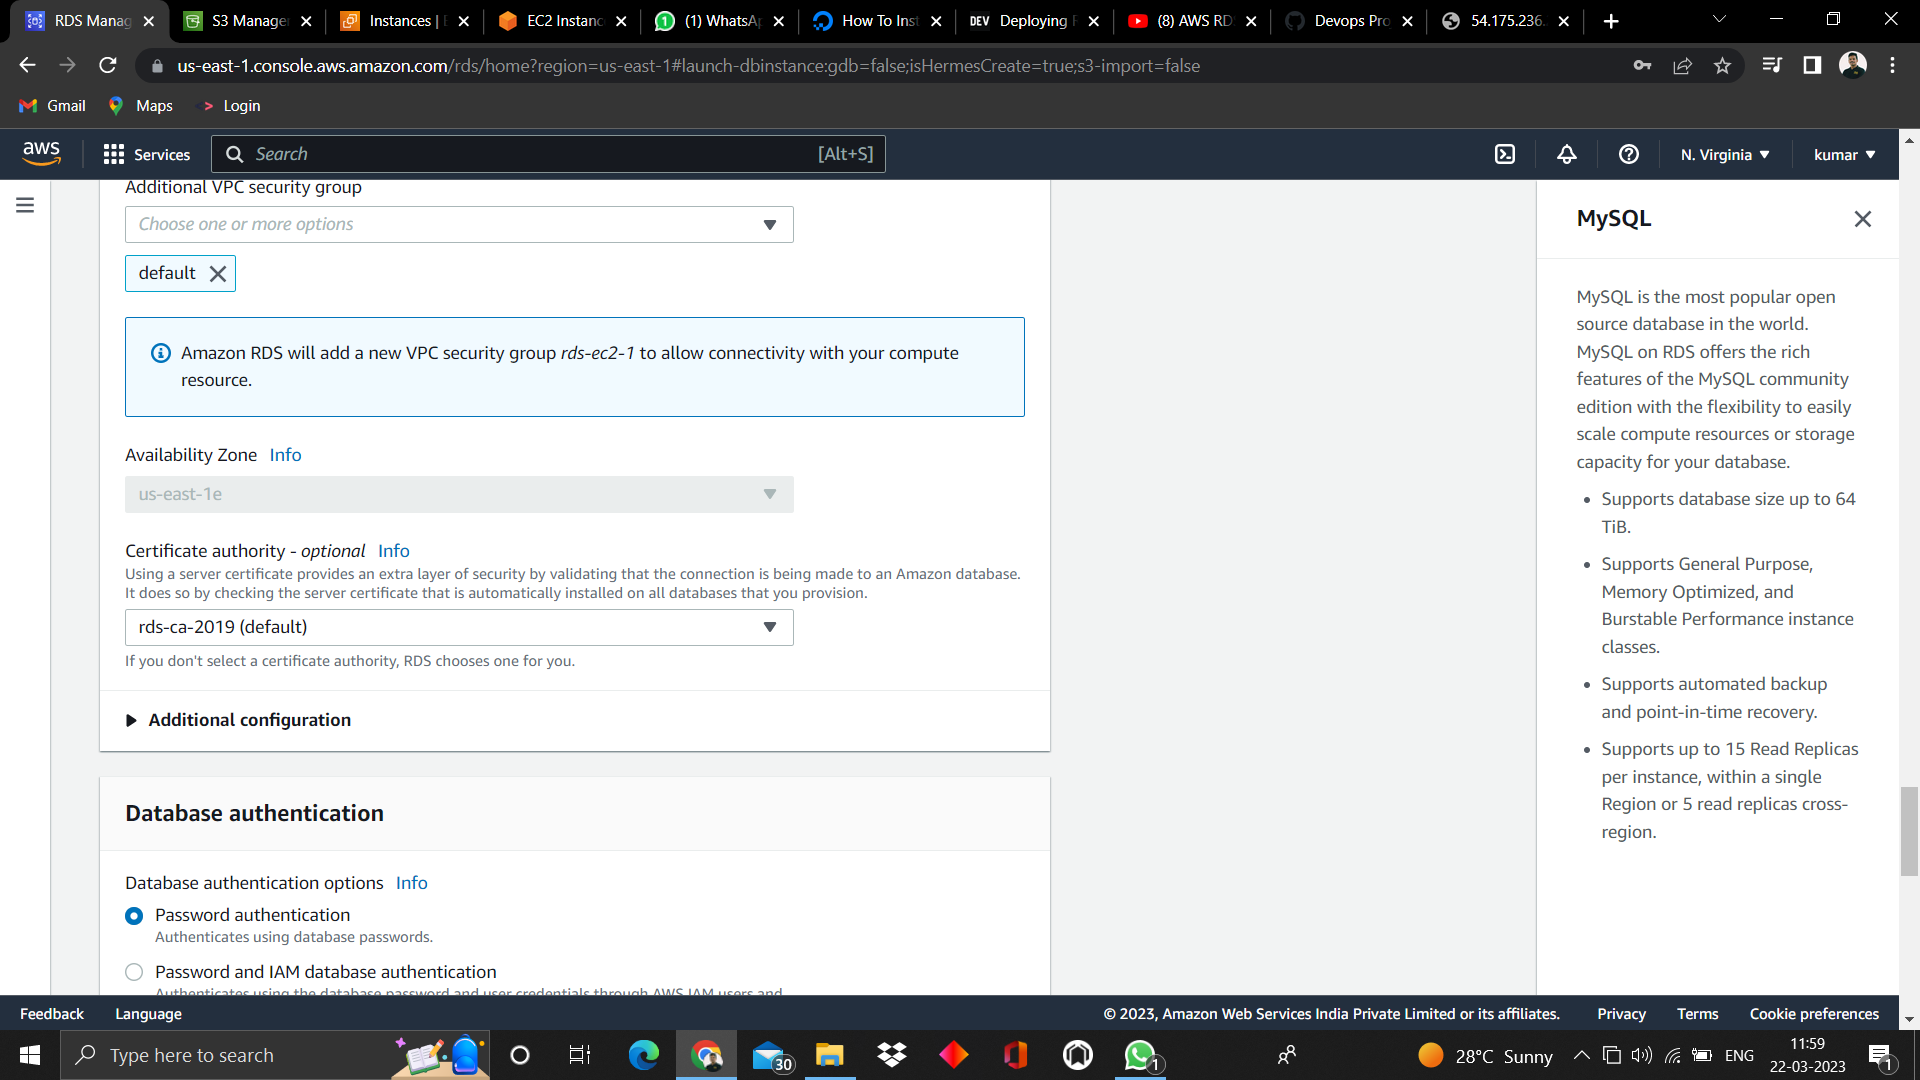 RDS Manag
S3 Manage
Instances | E
EC2 Instanc
(1) WhatsAp
How To Inst
DEV Deploying F
(8) AWS RD
Devops Pro
54.175.236.
us-east-1.console.aws.amazon.com/rds/home?region=us-east-1#launch-dbinstance:gdb=false;isHermesCreate=true;s3-import=false
Gmail Maps Login
aws Services Search [Alt+S] N. Virginia kumar
Additional VPC security group
Choose one or more options
default
Amazon RDS will add a new VPC security group rds-ec2-1 to allow connectivity with your compute
resource.
Availability Zone Info
us-east-1e
Certificate authority - optional Info
Using a server certificate provides an extra layer of security by validating that the connection is being made to an Amazon database.
It does so by checking the server certificate that is automatically installed on all databases that you provision.
rds-ca-2019 (default)
If you don't select a certificate authority, RDS chooses one for you.
Additional configuration
Database authentication
Database authentication options Info
Password authentication
Authenticates using database passwords.
Password and IAM database authentication
Authenticates using the database password and user credentials through AWS IAM users and
MySQL
MySQL is the most popular open
source database in the world.
MySQL on RDS offers the rich
features of the MySQL community
edition with the flexibility to easily
scale compute resources or storage
capacity for your database.
Supports database size up to 64
TiB.
Supports General Purpose,
Memory Optimized, and
Burstable Performance instance
classes.
Supports automated backup
and point-in-time recovery.
Supports up to 15 Read Replicas
per instance, within a single
Region or 5 read replicas cross-
region.
Feedback Language © 2023, Amazon Web Services India Private Limited or its affiliates. Privacy Terms Cookie preferences
Type here to search
30
1
28°C Sunny
ENG
11:59
22-03-2023
1